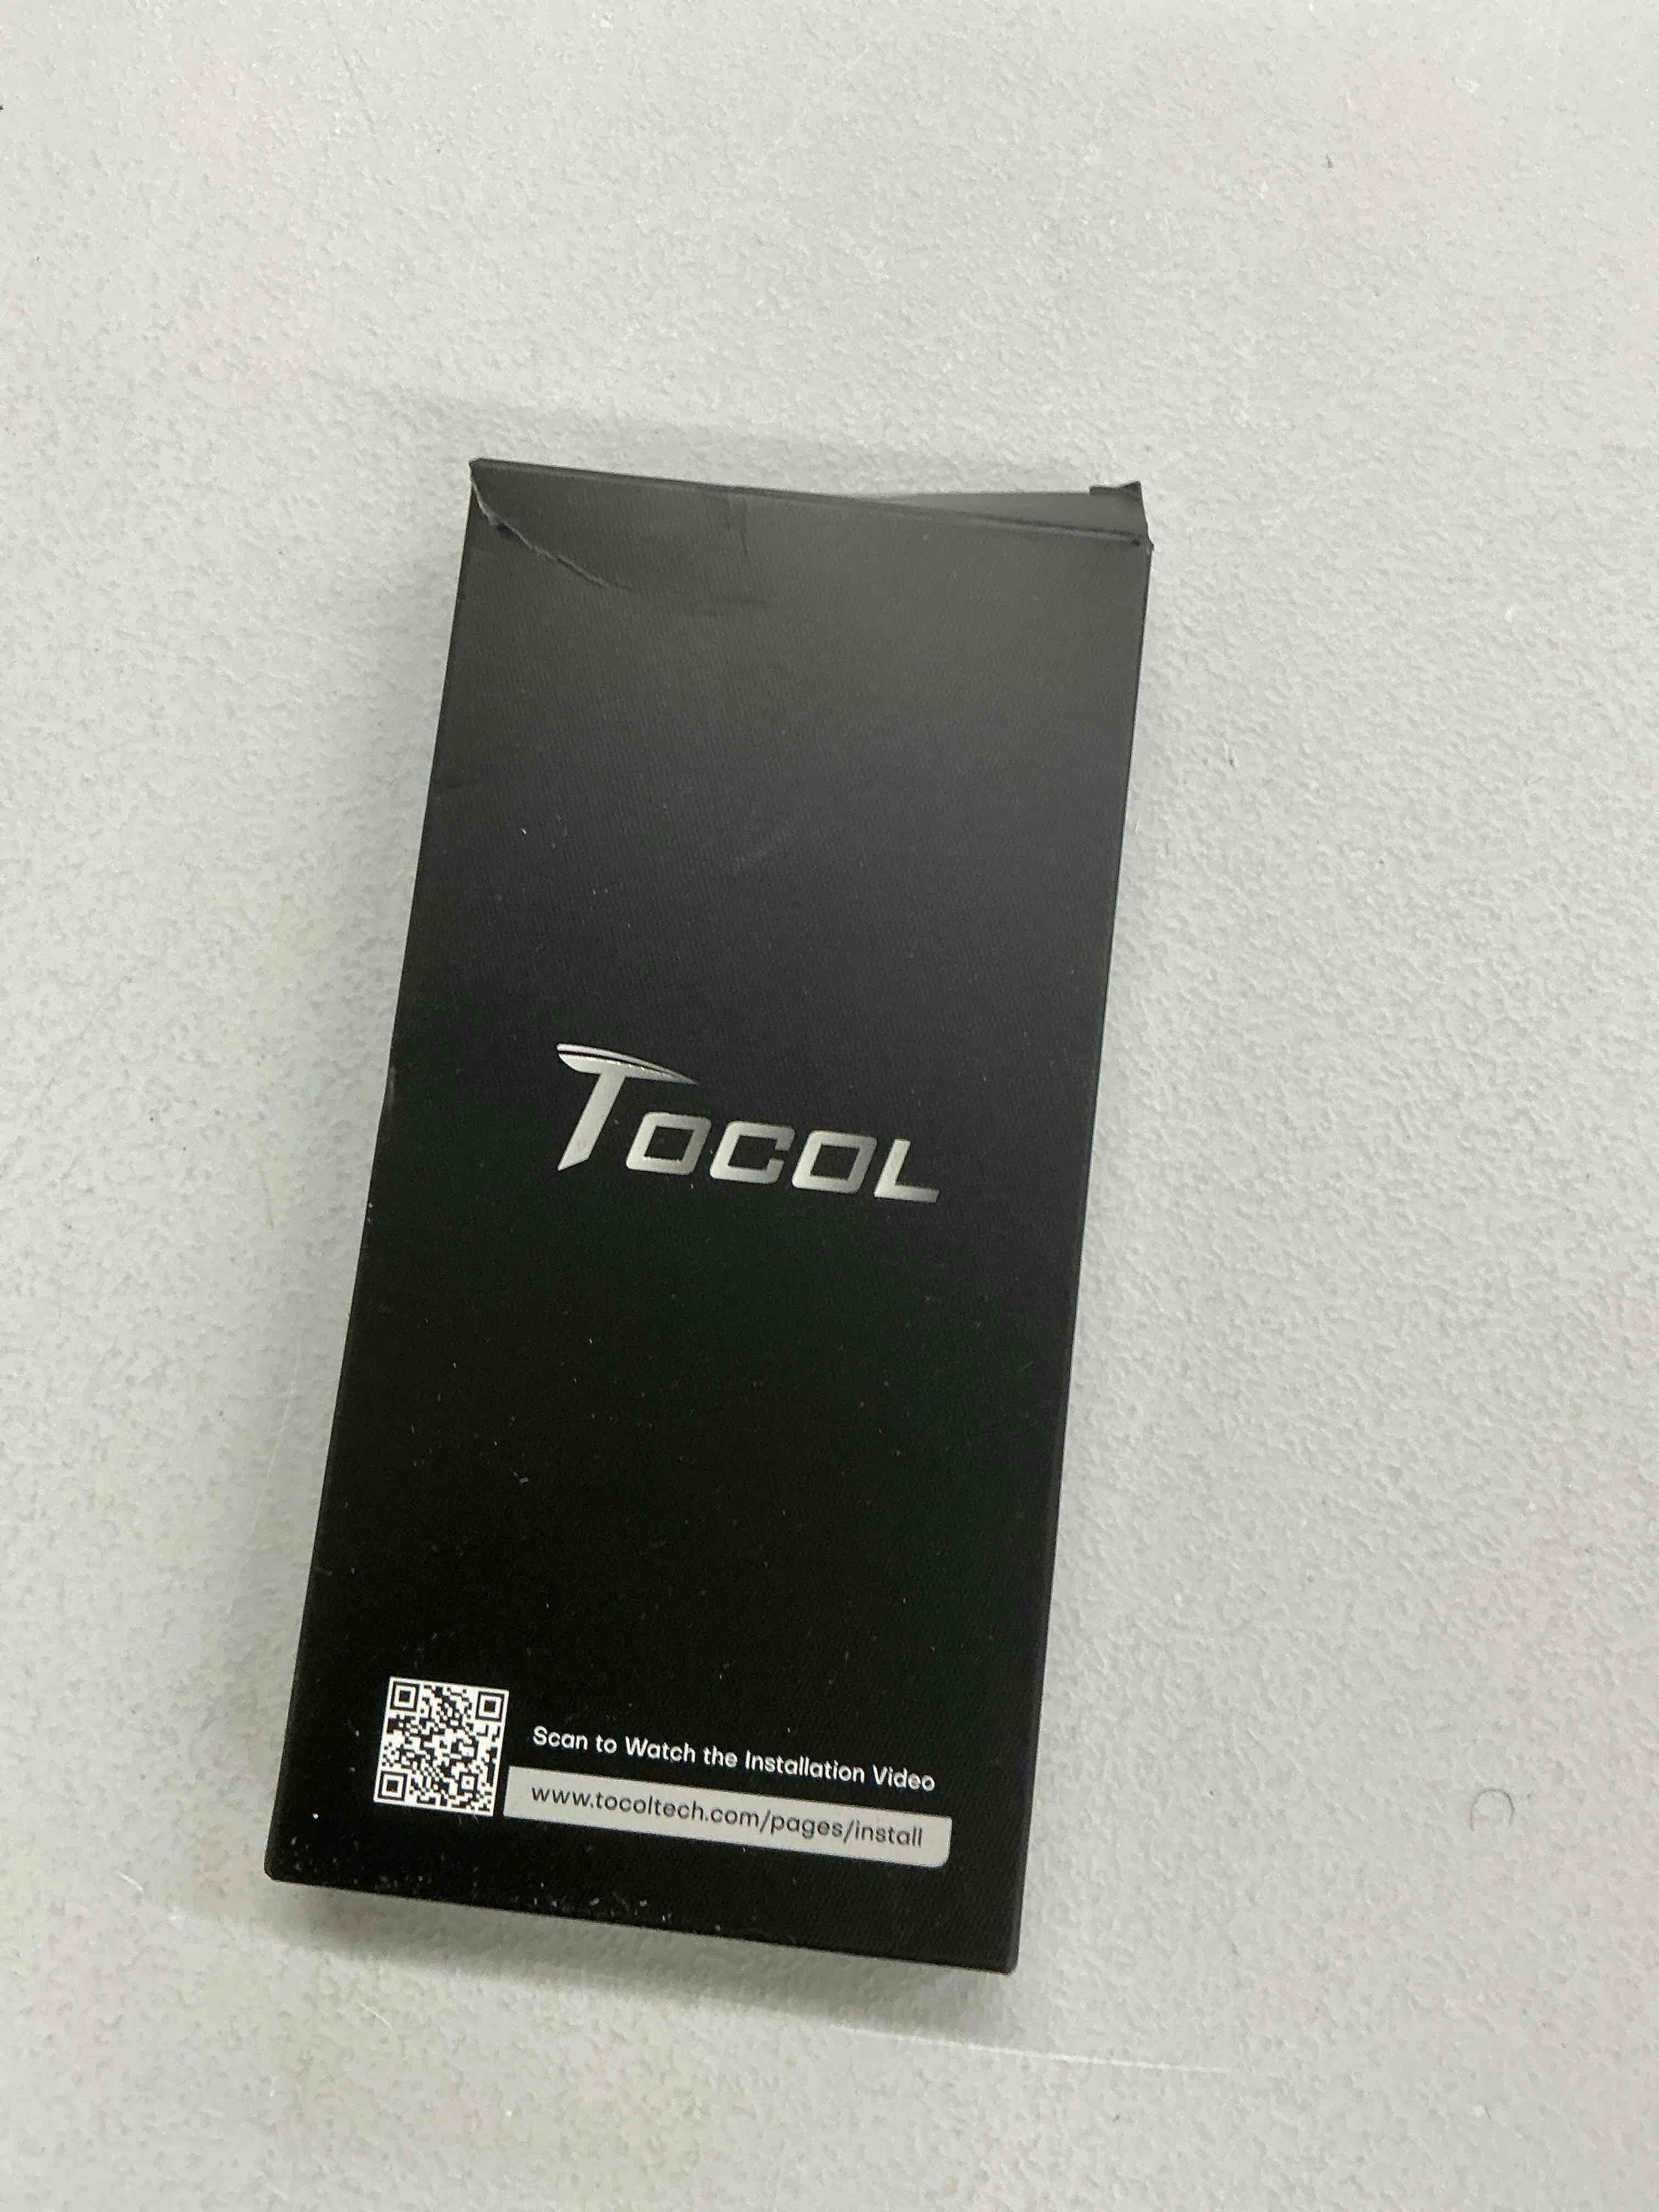 TOCOL
Scan to Watch the Installation Video
www.tocoltech.com/pages/install